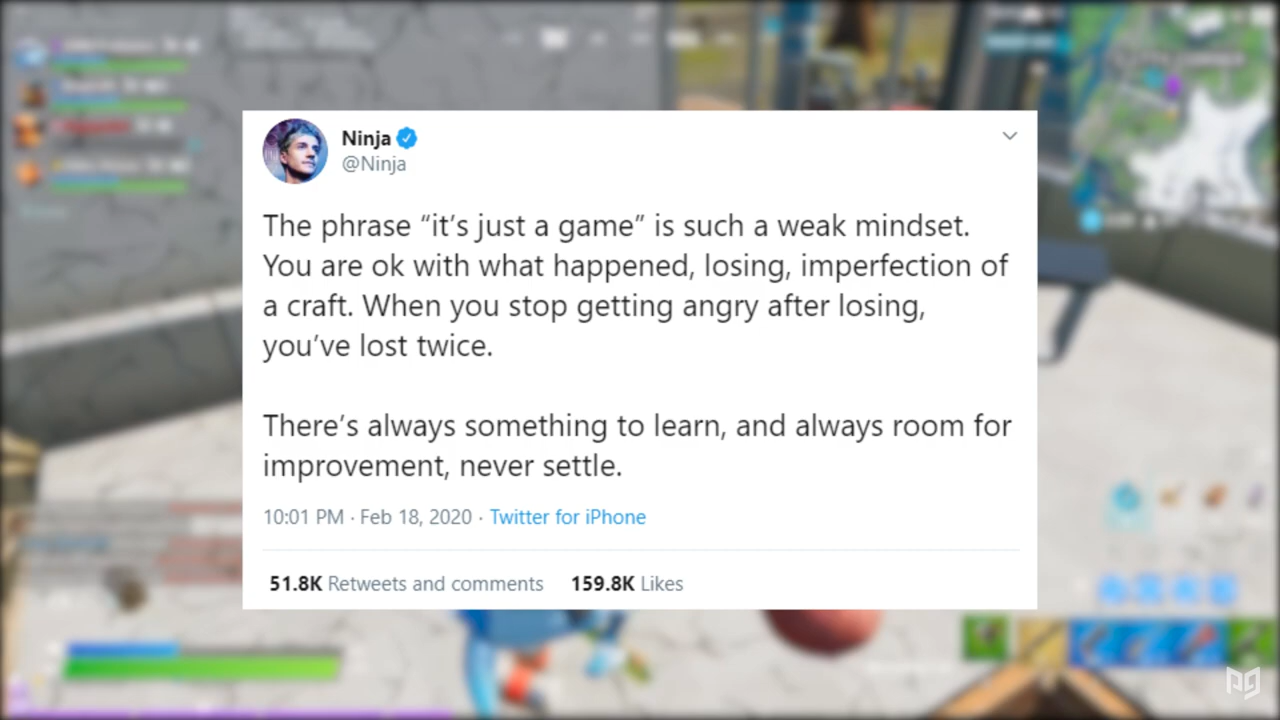 Ninja
@Ninja
The phrase “it’s just a game” is such a weak mindset.
You are ok with what happened, losing, imperfection of
a craft. When you stop getting angry after losing,
you’ve lost twice.
There’s always something to learn, and always room for
improvement, never settle.
10:01 PM · Feb 18, 2020 · Twitter for iPhone
51.8K Retweets and comments 159.8K Likes